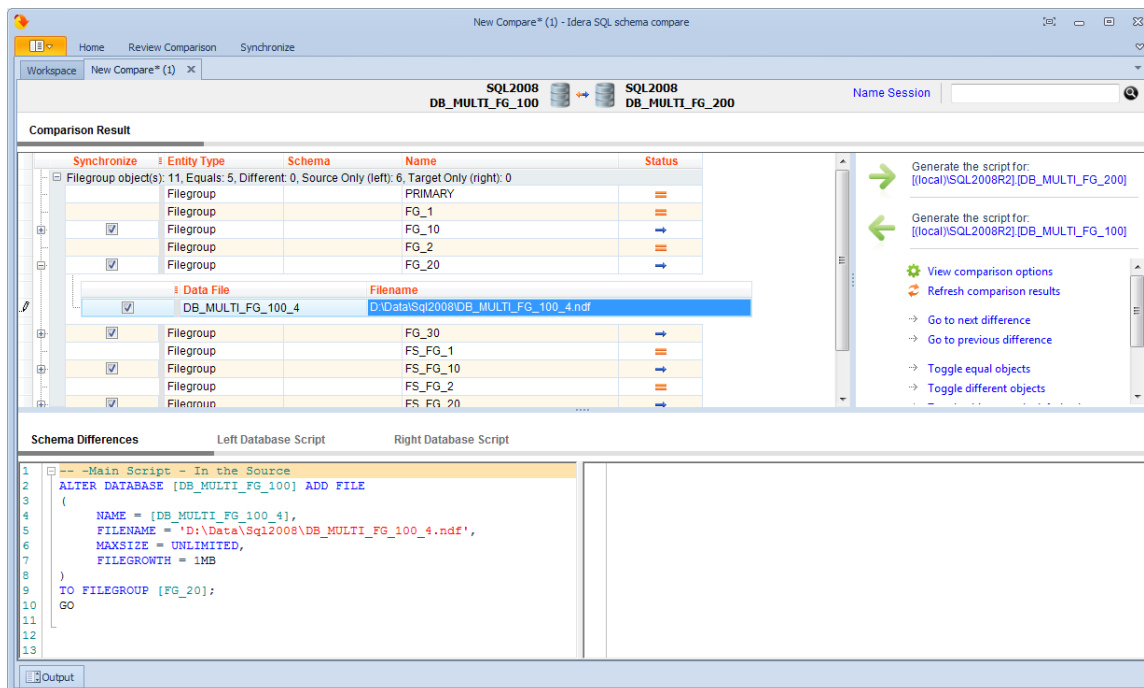 New Compare* (1) - Idera SQL schema compare
Home Review Comparison Synchronize
Workspace New Compare* (1)
SQL2008 SQL2008
DB_MULTI_FG_100 DB_MULTI_FG_200
Name Session
Comparison Result
Synchronize Entity Type Schema Name Status
Filegroup object(s): 11, Equals: 5, Different: 0, Source Only (left): 6, Target Only (right): 0
Filegroup PRIMARY
Filegroup FG_1
Filegroup FG_10
Filegroup FG_2
Filegroup FG_20
Data File Filename
DB_MULTI_FG_100_4 D:\Data\Sql2008\DB_MULTI_FG_100_4.ndf
Filegroup FG_30
Filegroup FS_FG_1
Filegroup FS_FG_10
Filegroup FS_FG_2
Filegroup FS_FG_20
Generate the script for:
[(local)\SQL2008R2].[DB_MULTI_FG_200]
Generate the script for:
[(local)\SQL2008R2].[DB_MULTI_FG_100]
View comparison options
Refresh comparison results
Go to next difference
Go to previous difference
Toggle equal objects
Toggle different objects
Schema Differences Left Database Script Right Database Script
1 -- -Main Script - In the Source
2 ALTER DATABASE [DB_MULTI_FG_100] ADD FILE
3 (
4 NAME = [DB_MULTI_FG_100_4],
5 FILENAME = 'D:\Data\Sql2008\DB_MULTI_FG_100_4.ndf',
6 MAXSIZE = UNLIMITED,
7 FILEGROWTH = 1MB
8 )
9 TO FILEGROUP [FG_20];
10 GO
11
12
13
Output